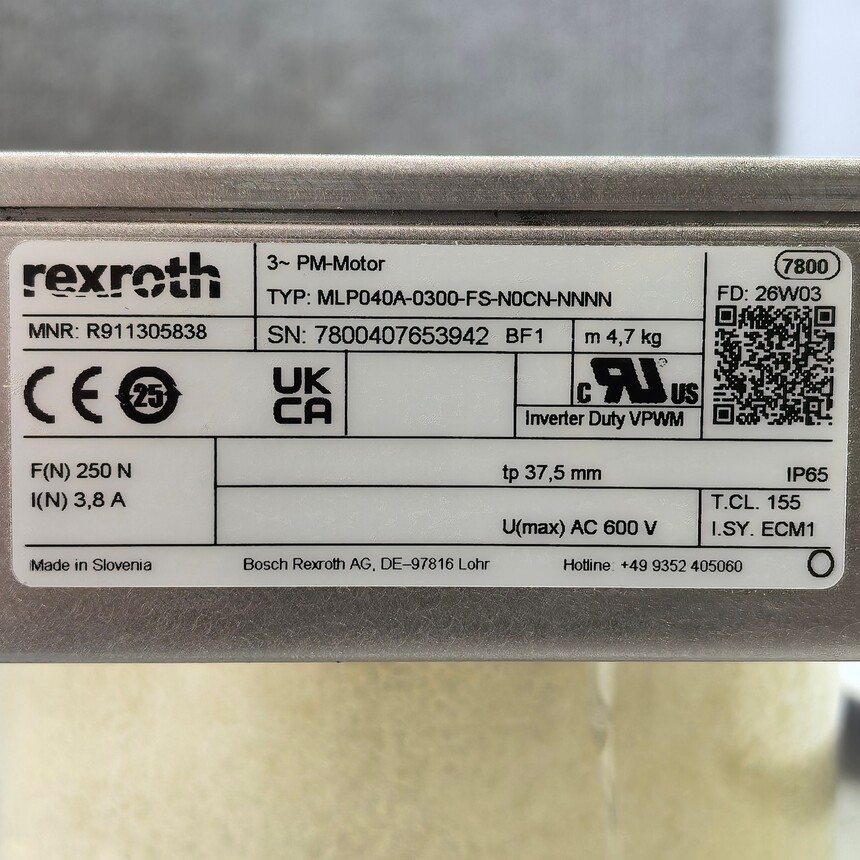 rexroth
3~ PM-Motor
7800
TYP: MLP040A-0300-FS-N0CN-NNNN
FD: 26W03
MNR: R911305838
SN: 7800407653942 BF1
m 4,7 kg
CE 25 UK CA
c RU US
Inverter Duty VPWM
F(N) 250 N
tp 37,5 mm
IP65
I(N) 3,8 A
U(max) AC 600 V
T.CL. 155
I.SY. ECM1
Made in Slovenia
Bosch Rexroth AG, DE-97816 Lohr
Hotline: +49 9352 405060